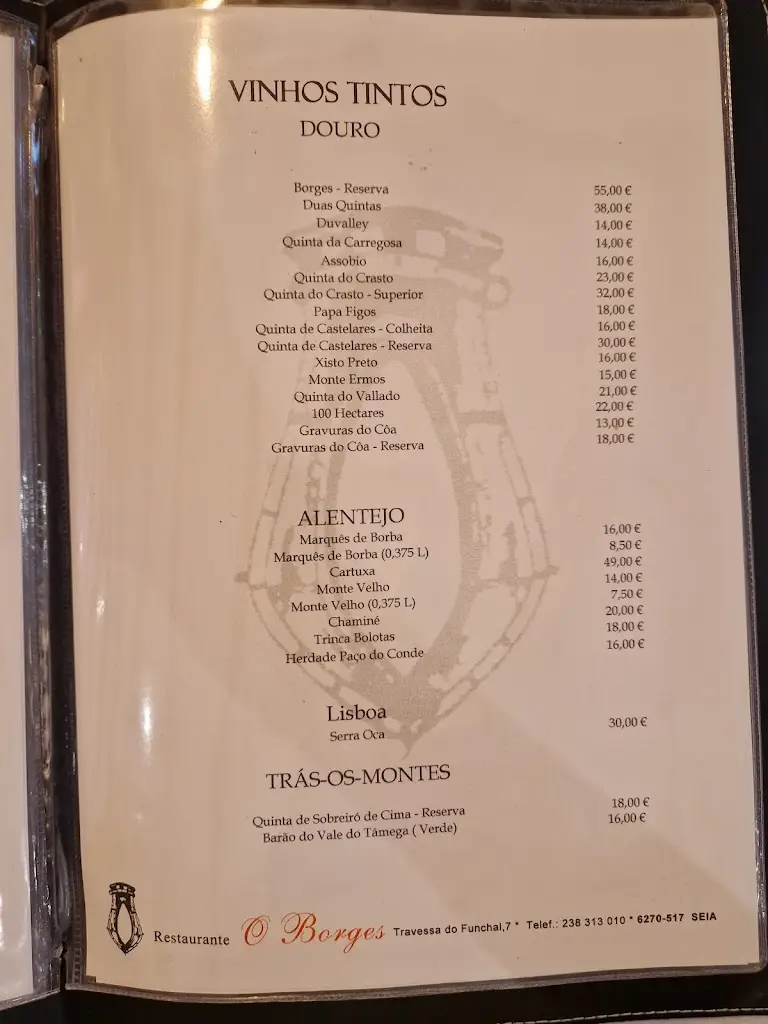 VINHOS TINTOS
DOURO
Borges - Reserva 55,00 €
Duas Quintas 38,00 €
Duvalley 14,00 €
Quinta da Carregosa 14,00 €
Assobio 16,00 €
Quinta do Crasto 23,00 €
Quinta do Crasto - Superior 32,00 €
Papa Figos 18,00 €
Quinta de Castelares - Colheita 16,00 €
Quinta de Castelares - Reserva 30,00 €
Xisto Preto 16,00 €
Monte Ermos 15,00 €
Quinta do Vallado 21,00 €
100 Hectares 22,00 €
Gravuras do Côa 13,00 €
Gravuras do Côa - Reserva 18,00 €
ALENTEJO
Marquês de Borba 16,00 €
Marquês de Borba (0,375 L) 8,50 €
Cartuxa 49,00 €
Monte Velho 14,00 €
Monte Velho (0,375 L) 7,50 €
Chaminé 20,00 €
Trinca Bolotas 18,00 €
Herdade Paço do Conde 16,00 €
Lisboa
Serra Oca 30,00 €
TRÁS-OS-MONTES
Quinta de Sobreiró de Cima - Reserva 18,00 €
Barão do Vale do Tâmega ( Verde) 16,00 €
Restaurante O Borges Travessa do Funchal,7 * Telef.: 238 313 010 * 6270-517 SEIA